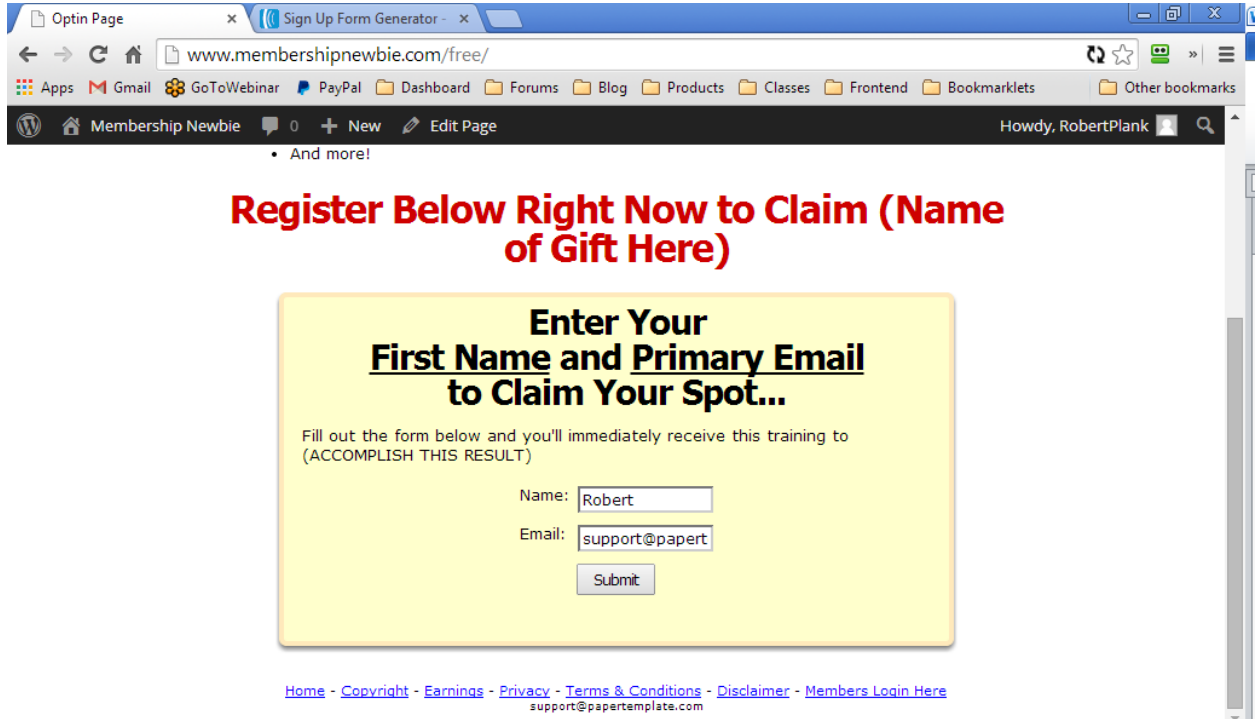 Optin Page
Sign Up Form Generator -
www.membershipnewbie.com/free/
Apps Gmail GoToWebinar PayPal Dashboard Forums Blog Products Classes Frontend Bookmarklets Other bookmarks
Membership Newbie 0 + New Edit Page Howdy, RobertPlank
• And more!
Register Below Right Now to Claim (Name
of Gift Here)
Enter Your
First Name and Primary Email
to Claim Your Spot...
Fill out the form below and you'll immediately receive this training to
(ACCOMPLISH THIS RESULT)
Name: Robert
Email: support@papert
Submit
Home - Copyright - Earnings - Privacy - Terms & Conditions - Disclaimer - Members Login Here
support@papertemplate.com